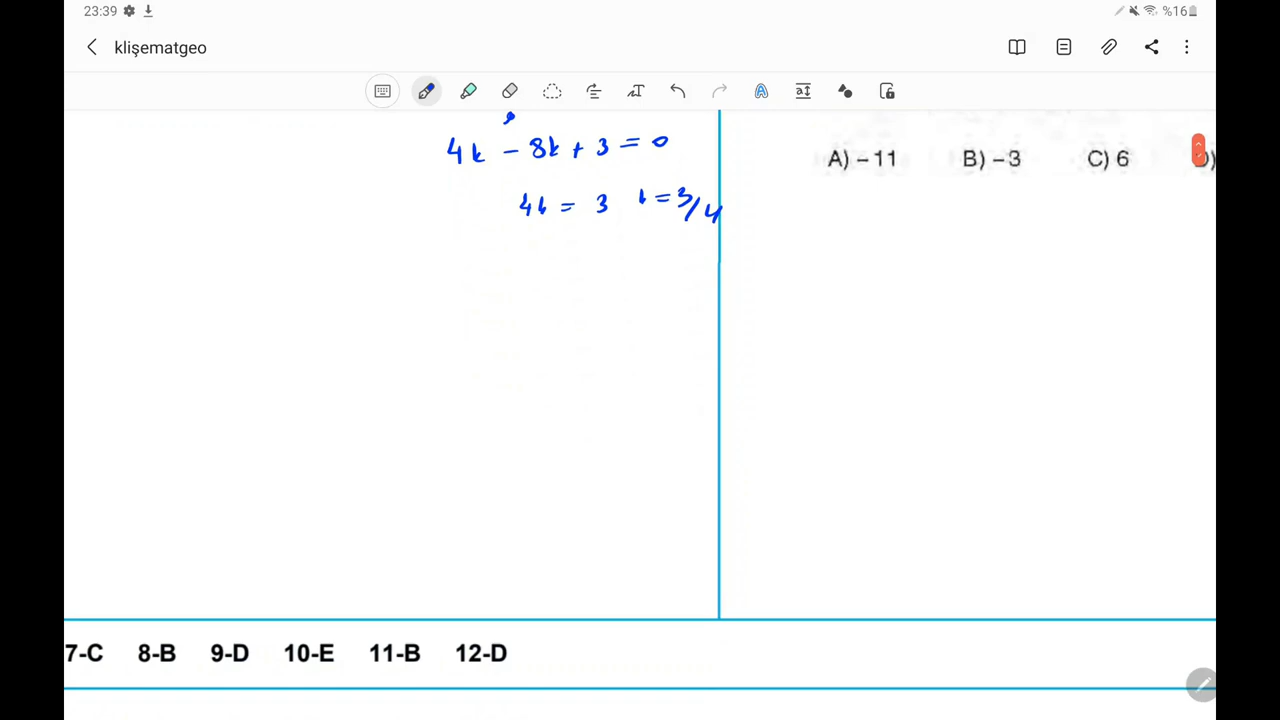 23:39 %16
klişematgeo
4k - 8k + 3 = 0
4k = 3 k = 3/4
A) – 11 B) – 3 C) 6 D)
7-C 8-B 9-D 10-E 11-B 12-D